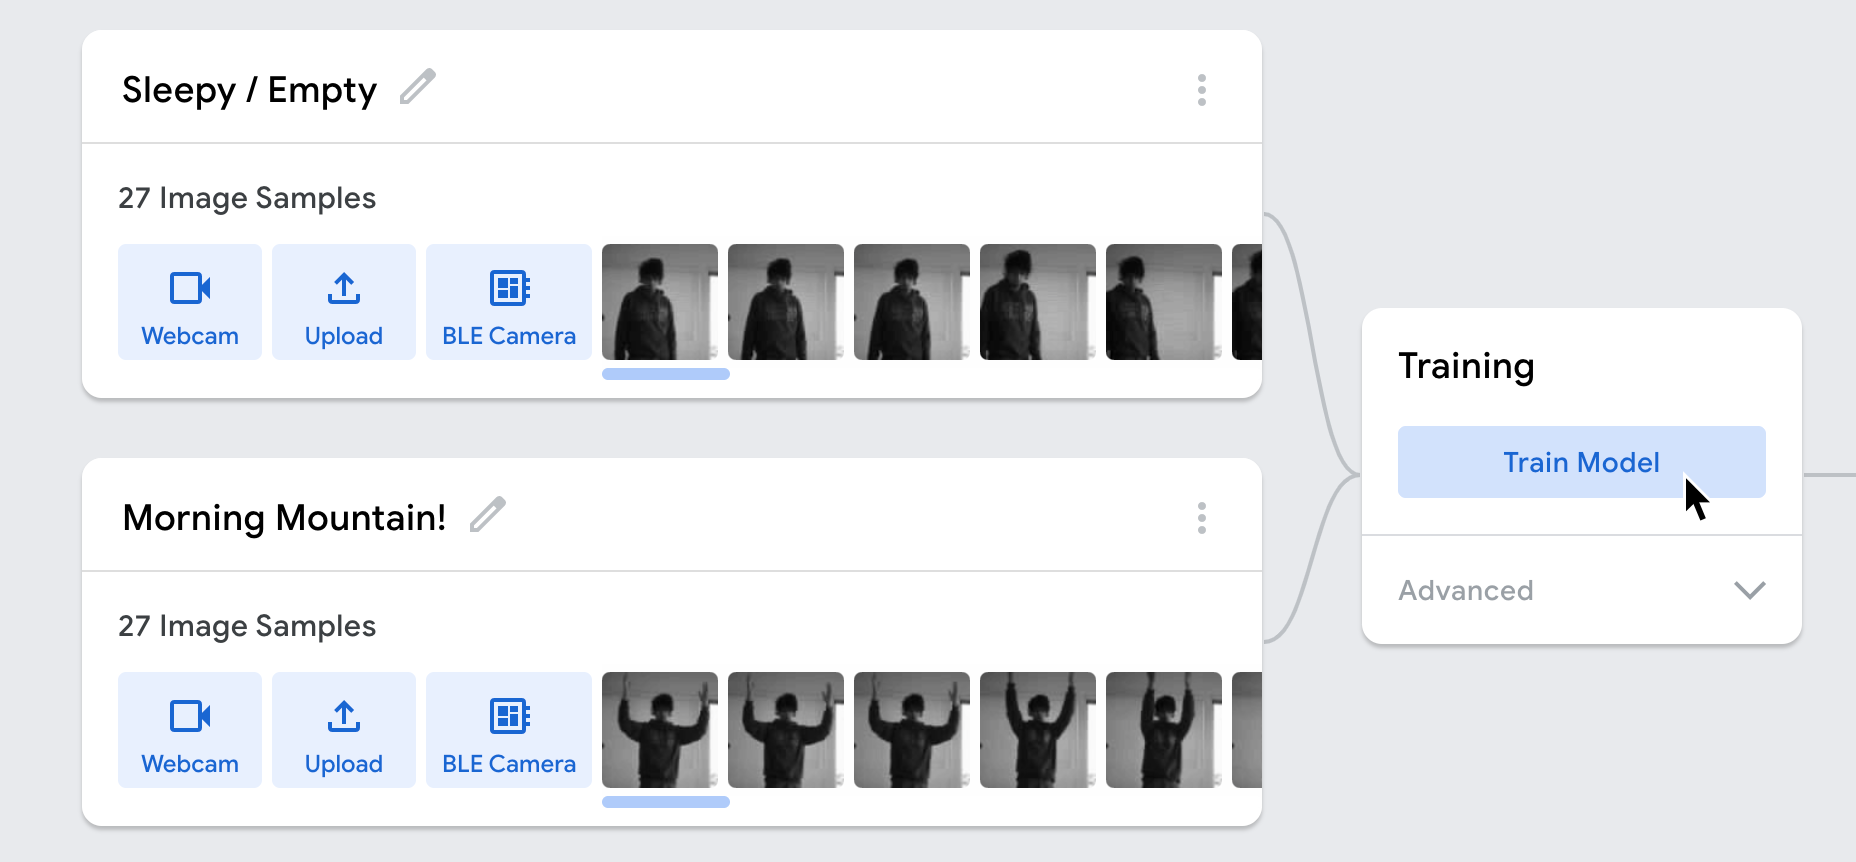 Sleepy / Empty
27 Image Samples
Webcam
Upload
BLE Camera
Morning Mountain!
27 Image Samples
Webcam
Upload
BLE Camera
Training
Train Model
Advanced